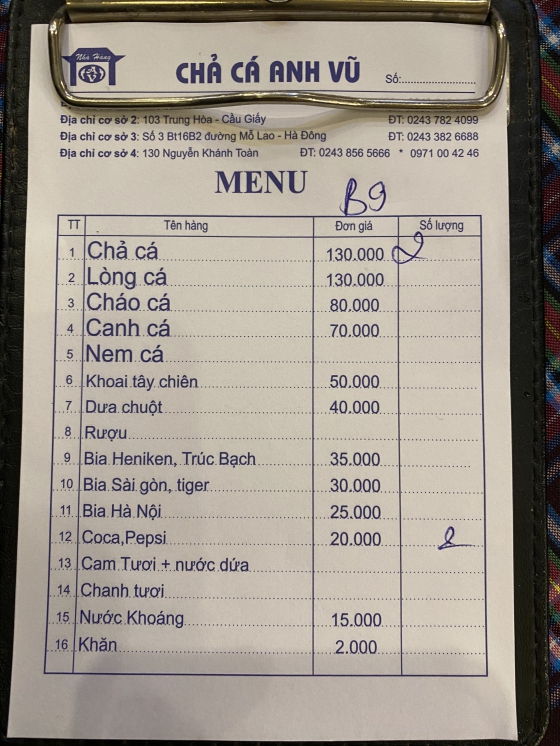 Nhà Hàng
CHẢ CÁ ANH VŨ Số:........................
Địa chỉ cơ sở 2: 103 Trung Hòa - Cầu Giấy ĐT: 0243 782 4099
Địa chỉ cơ sở 3: Số 3 Bt16B2 đường Mỗ Lao - Hà Đông ĐT: 0243 382 6688
Địa chỉ cơ sở 4: 130 Nguyễn Khánh Toàn ĐT: 0243 856 5666 * 0971 00 42 46
MENU B9
TT Tên hàng Đơn giá Số lượng
1 Chả cá 130.000 2
2 Lòng cá 130.000
3 Cháo cá 80.000
4 Canh cá 70.000
5 Nem cá
6 Khoai tây chiên 50.000
7 Dưa chuột 40.000
8 Rượu
9 Bia Heniken, Trúc Bạch 35.000
10 Bia Sài gòn, tiger 30.000
11 Bia Hà Nội 25.000
12 Coca,Pepsi 20.000 2
13 Cam Tươi + nước dừa
14 Chanh tươi
15 Nước Khoáng 15.000
16 Khăn 2.000